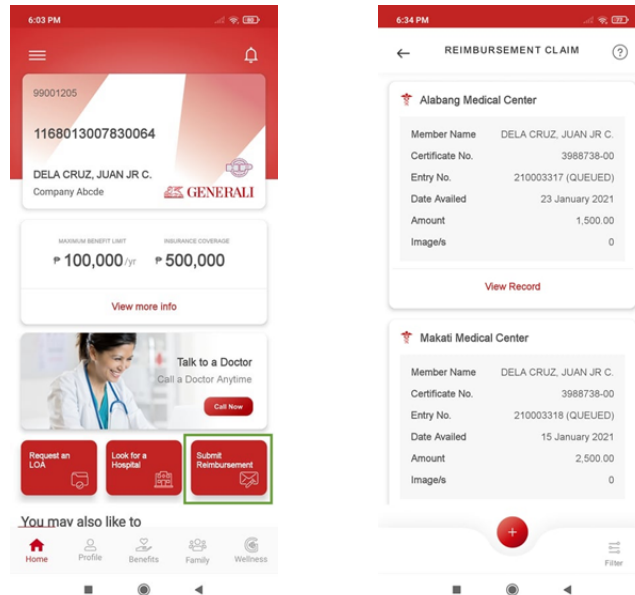 6:03 PM
80
99001205
1168013007830064
DELA CRUZ, JUAN JR C.
Company Abcde
GENERALI
MAXIMUM BENEFIT LIMIT
INSURANCE COVERAGE
₱ 100,000/yr
₱ 500,000
View more info
Talk to a Doctor
Call a Doctor Anytime
Call Now
Request an
LOA
Look for a
Hospital
Submit
Reimbursement
You may also like to
Home
Profile
Benefits
Family
Wellness
6:34 PM
77
REIMBURSEMENT CLAIM
?
Alabang Medical Center
Member Name DELA CRUZ, JUAN JR C.
Certificate No. 3988738-00
Entry No. 210003317 (QUEUED)
Date Availed 23 January 2021
Amount 1,500.00
Image/s 0
View Record
Makati Medical Center
Member Name DELA CRUZ, JUAN JR C.
Certificate No. 3988738-00
Entry No. 210003318 (QUEUED)
Date Availed 15 January 2021
Amount 2,500.00
Image/s 0
+
Filter